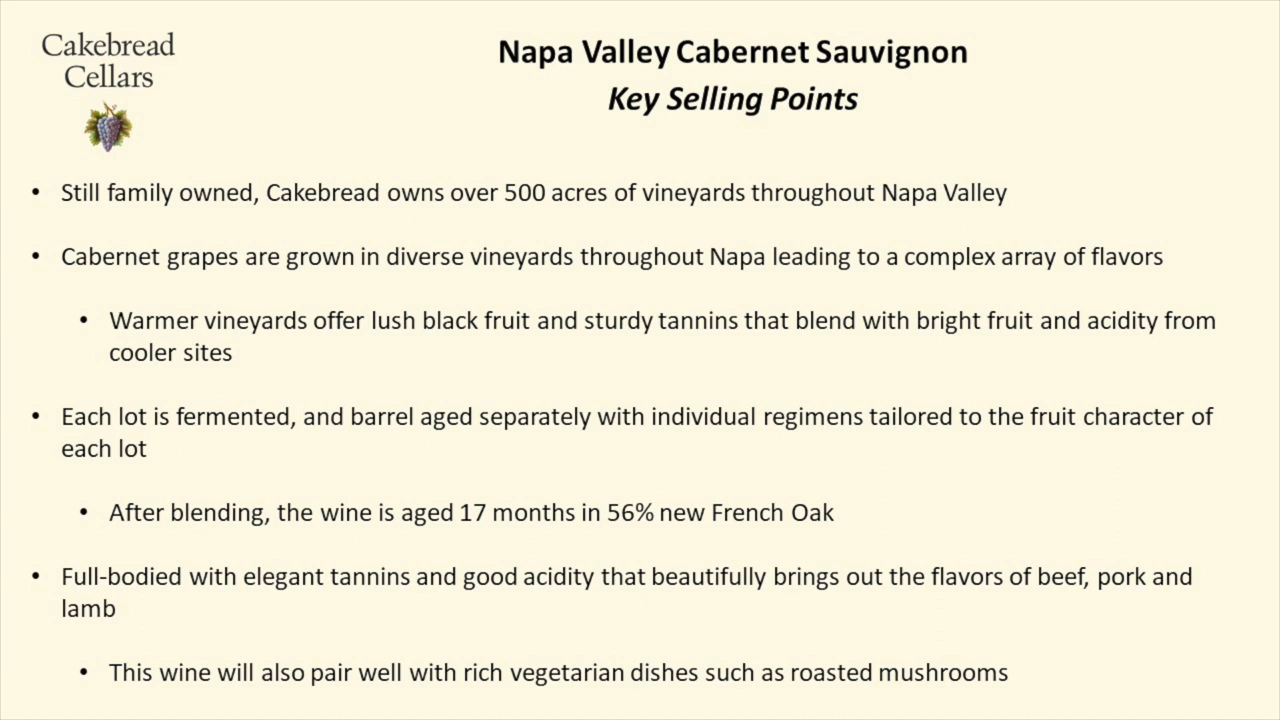 Cakebread
Cellars
Napa Valley Cabernet Sauvignon
Key Selling Points
• Still family owned, Cakebread owns over 500 acres of vineyards throughout Napa Valley
• Cabernet grapes are grown in diverse vineyards throughout Napa leading to a complex array of flavors
• Warmer vineyards offer lush black fruit and sturdy tannins that blend with bright fruit and acidity from
cooler sites
• Each lot is fermented, and barrel aged separately with individual regimens tailored to the fruit character of
each lot
• After blending, the wine is aged 17 months in 56% new French Oak
• Full-bodied with elegant tannins and good acidity that beautifully brings out the flavors of beef, pork and
lamb
• This wine will also pair well with rich vegetarian dishes such as roasted mushrooms